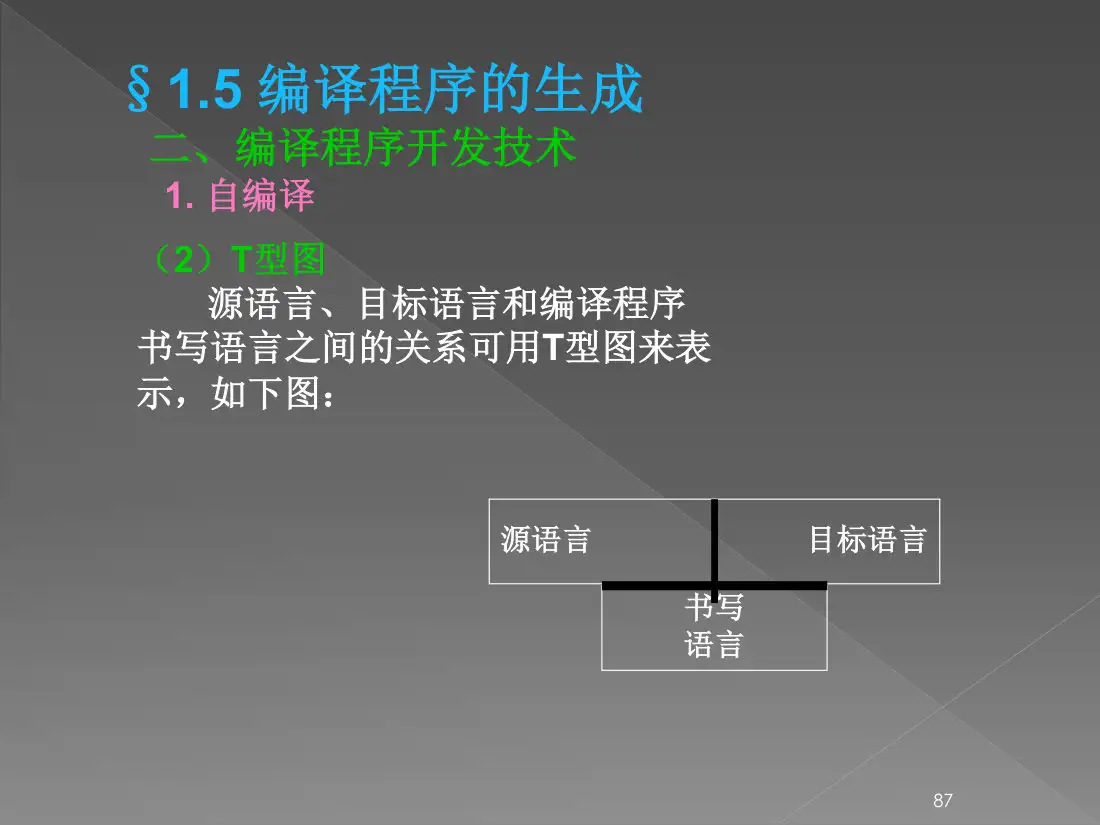 §1.5 编译程序的生成
二、编译程序开发技术
1. 自编译
（2）T型图
源语言、目标语言和编译程序
书写语言之间的关系可用T型图来表
示，如下图：
源语言
目标语言
书写
语言
87